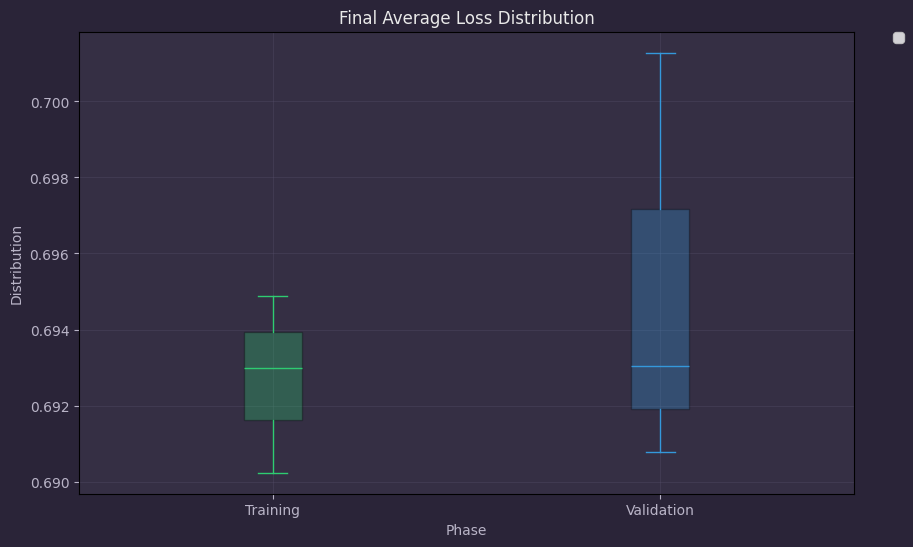 Final Average Loss Distribution
0.700
0.698
0.696
0.694
0.692
0.690
Distribution
Training
Validation
Phase